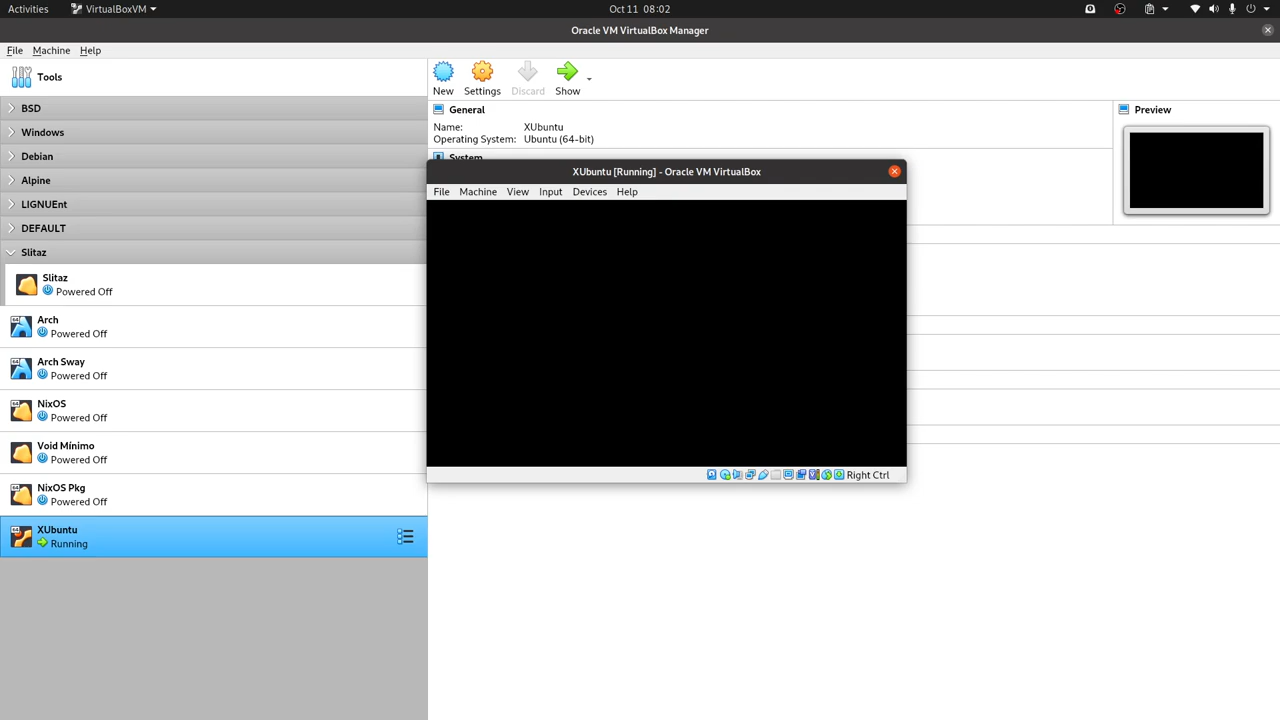 Activities
VirtualBoxVM
Oct 11 08:02
Oracle VM VirtualBox Manager
File Machine Help
Tools
New
Settings
Discard
Show
BSD
Windows
Debian
Alpine
LIGNUEnt
DEFAULT
Slitaz
Slitaz
Powered Off
Arch
Powered Off
Arch Sway
Powered Off
NixOS
Powered Off
Void Mínimo
Powered Off
NixOS Pkg
Powered Off
XUbuntu
Running
General
Name: XUbuntu
Operating System: Ubuntu (64-bit)
System
Preview
XUbuntu [Running] - Oracle VM VirtualBox
File Machine View Input Devices Help
Right Ctrl